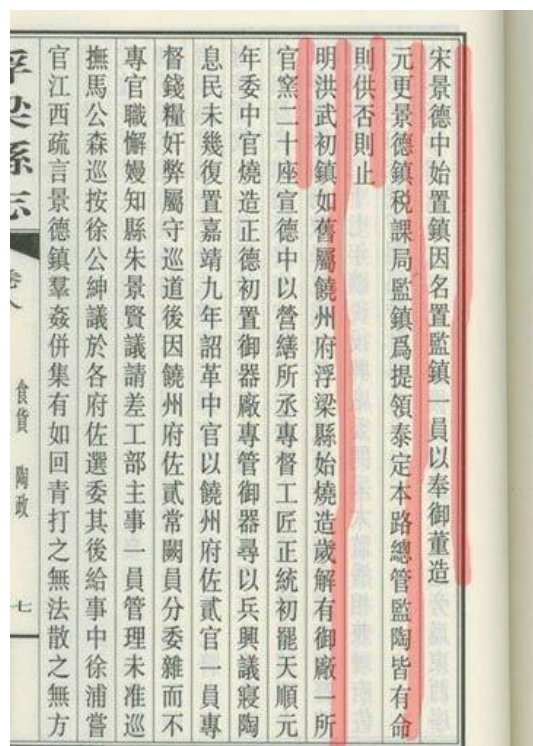 宋景德中始置鎮因名置監鎮一員以奉御董造
元更景德鎮税課局監鎮爲提領泰定本路總管監陶皆有命
則供否則止
明洪武初鎮如舊屬饒州府浮梁縣始燒造歲解有御廠一所
官窯二十座宣德中以營繕所丞專督工匠正統初罷天順元
年委中官燒造正德初置御器廠專管御器尋以兵興議寢陶
息民未幾復置嘉靖九年詔革中官以饒州府佐貳官一員專
督錢糧奸弊屬守巡道後因饒州府佐貳常闕員分委雜而不
專官職懈嫚知縣朱景賢議請差工部主事一員管理未准巡
撫馬公森巡按徐公紳議於各府佐選委其後給事中徐浦嘗
官江西疏言景德鎮羣姦併集有如回青打之無法散之無方
浮梁縣志
食貨 陶政
七